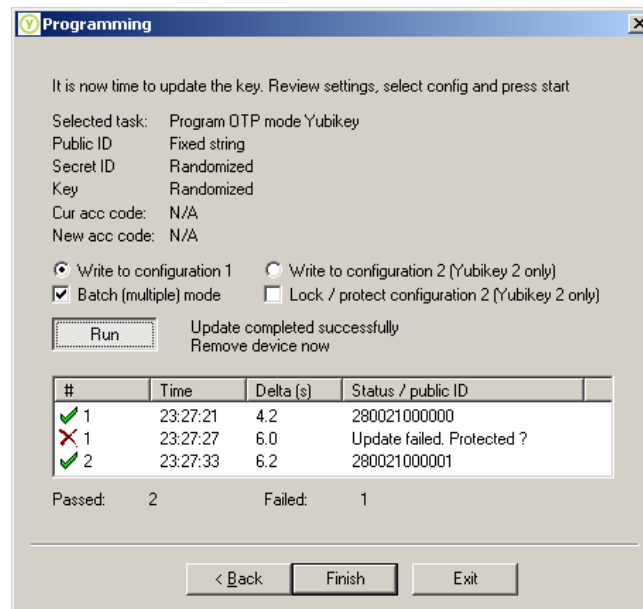 Programming
It is now time to update the key. Review settings, select config and press start
Selected task: Program OTP mode Yubikey
Public ID Fixed string
Secret ID Randomized
Key Randomized
Cur acc code: N/A
New acc code: N/A
Write to configuration 1 Write to configuration 2 (Yubikey 2 only)
Batch (multiple) mode Lock / protect configuration 2 (Yubikey 2 only)
Run Update completed successfully
Remove device now
# Time Delta (s) Status / public ID
1 23:27:21 4.2 280021000000
1 23:27:27 6.0 Update failed. Protected ?
2 23:27:33 6.2 280021000001
Passed: 2 Failed: 1
< Back Finish Exit